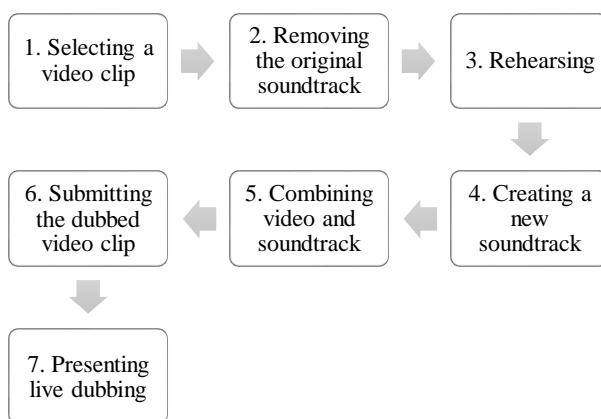 1. Selecting a
video clip
2. Removing
the original
soundtrack
3. Rehearsing
4. Creating a
new
soundtrack
5. Combining
video and
soundtrack
6. Submitting
the dubbed
video clip
7. Presenting
live dubbing